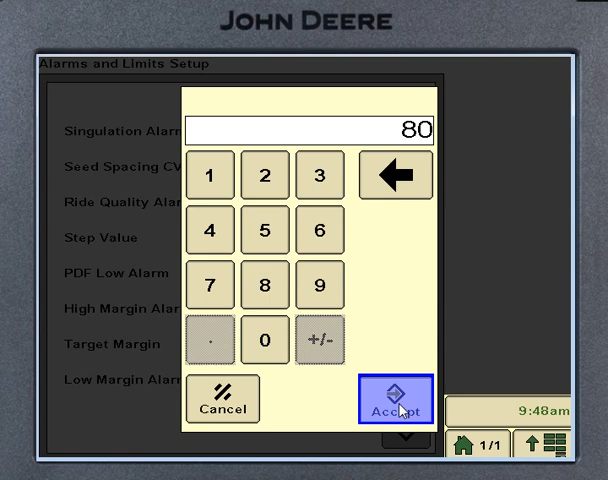 JOHN DEERE
Alarms and Limits Setup
80
Singulation Alarm
Seed Spacing CV
Ride Quality Alar
Step Value
PDF Low Alarm
High Margin Alar
Target Margin
Low Margin Alarm
1 2 3
4 5 6
7 8 9
. 0 +/-
Cancel
Accept
9:48am
1/1